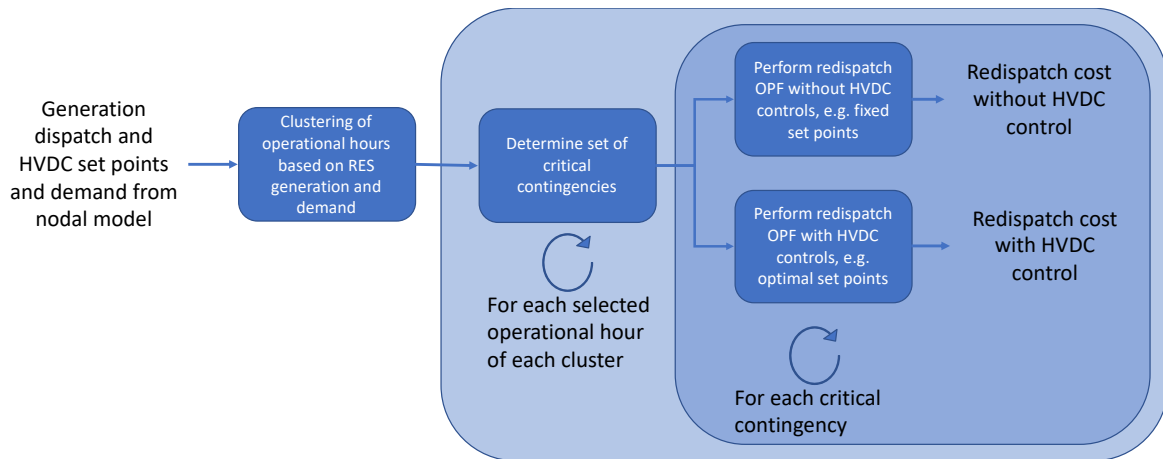 Generation
dispatch and
HVDC set points
and demand from
nodal model
Clustering of
operational hours
based on RES
generation and
demand
Determine set of
critical
contingencies
For each selected
operational hour
of each cluster
Perform redispatch
OPF without HVDC
controls, e.g. fixed
set points
Redispatch cost
without HVDC
control
Perform redispatch
OPF with HVDC
controls, e.g.
optimal set points
Redispatch cost
with HVDC
control
For each critical
contingency